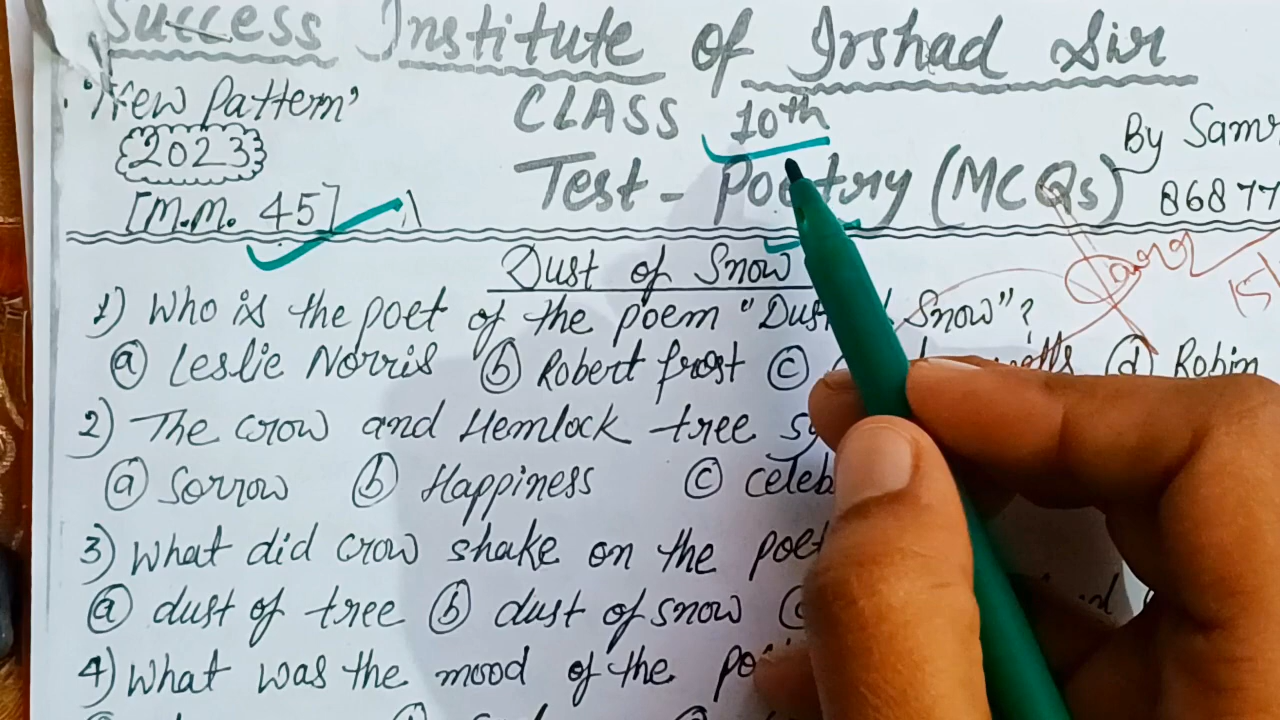 Success Institute of Irshad Sir
"New Pattern"
CLASS 10th
By Sam
2023
Test - Poetry (MCQs)
[M.M. 45]
8687
Dust of Snow
1) Who is the poet of the poem "Dust Snow"?
a Leslie Norris b Robert frost c d Robin
2) The crow and Hemlock tree
a Sorrow b Happiness c celeb
3) What did crow shake on the poet
a dust of tree b dust of snow
4) What was the mood of the